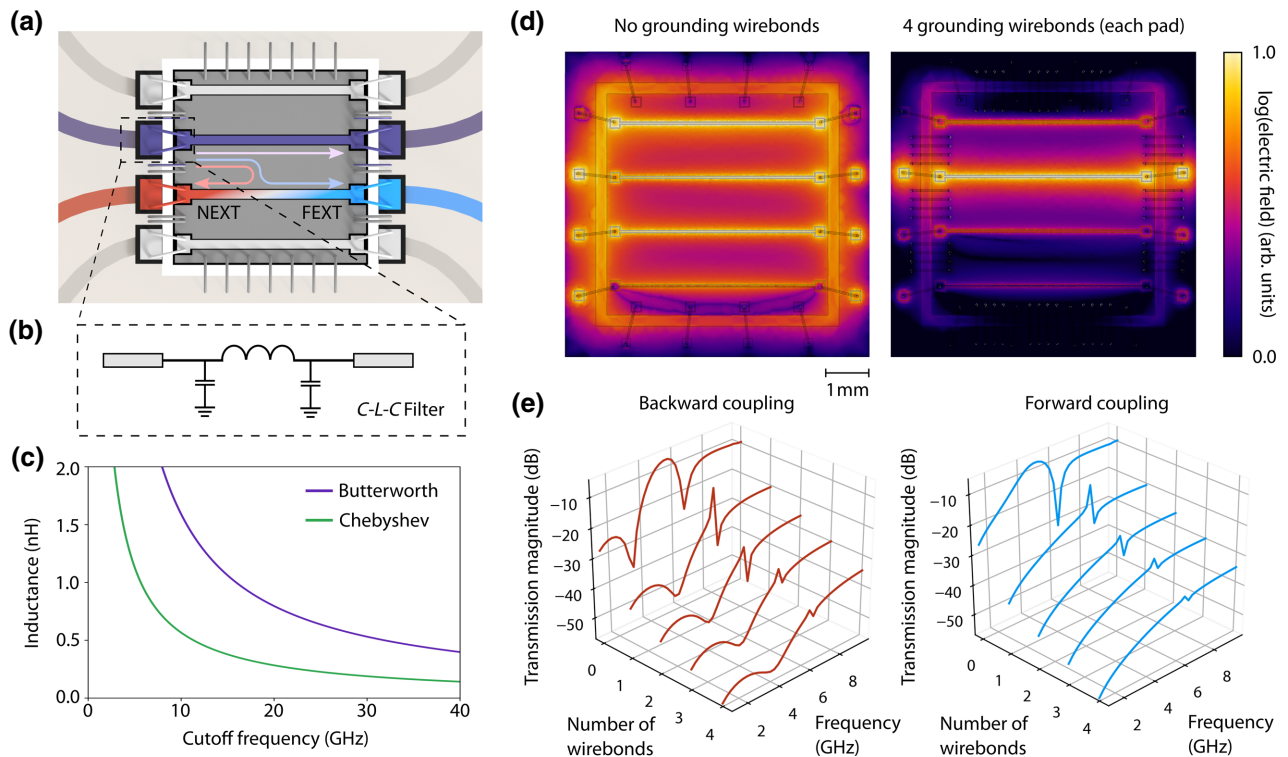 (a)
NEXT
FEXT
(b)
C-L-C Filter
(c)
Inductance (nH)
2.0
1.5
1.0
0.5
0.0
Butterworth
Chebyshev
0
10
20
30
40
Cutoff frequency (GHz)
(d)
No grounding wirebonds
4 grounding wirebonds (each pad)
1.0
0.0
log(electric field) (arb. units)
1 mm
(e)
Backward coupling
Transmission magnitude (dB)
−10
−20
−30
−40
−50
0
1
2
3
4
Number of
wirebonds
2
4
6
8
Frequency
(GHz)
Forward coupling
Transmission magnitude (dB)
−10
−20
−30
−40
−50
0
1
2
3
4
Number of
wirebonds
2
4
6
8
Frequency
(GHz)